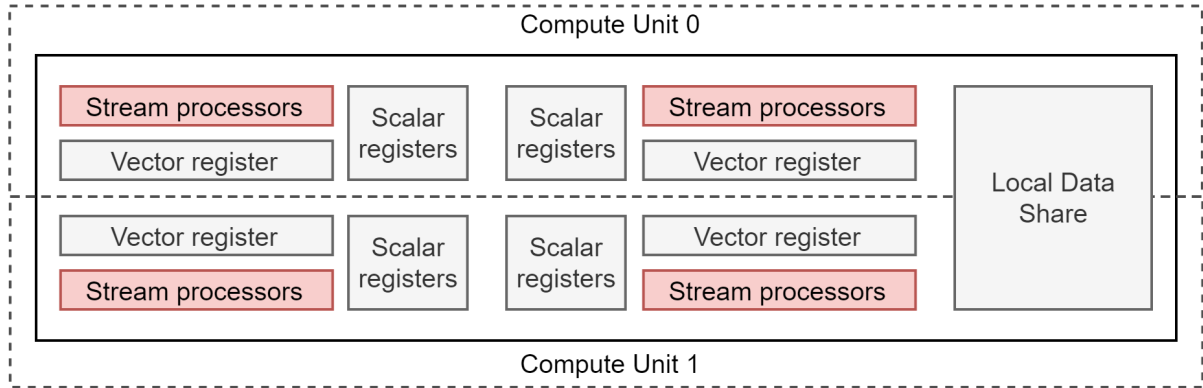 Compute Unit 0
Stream processors
Vector register
Scalar
registers
Scalar
registers
Stream processors
Vector register
Local Data
Share
Vector register
Stream processors
Scalar
registers
Scalar
registers
Vector register
Stream processors
Compute Unit 1